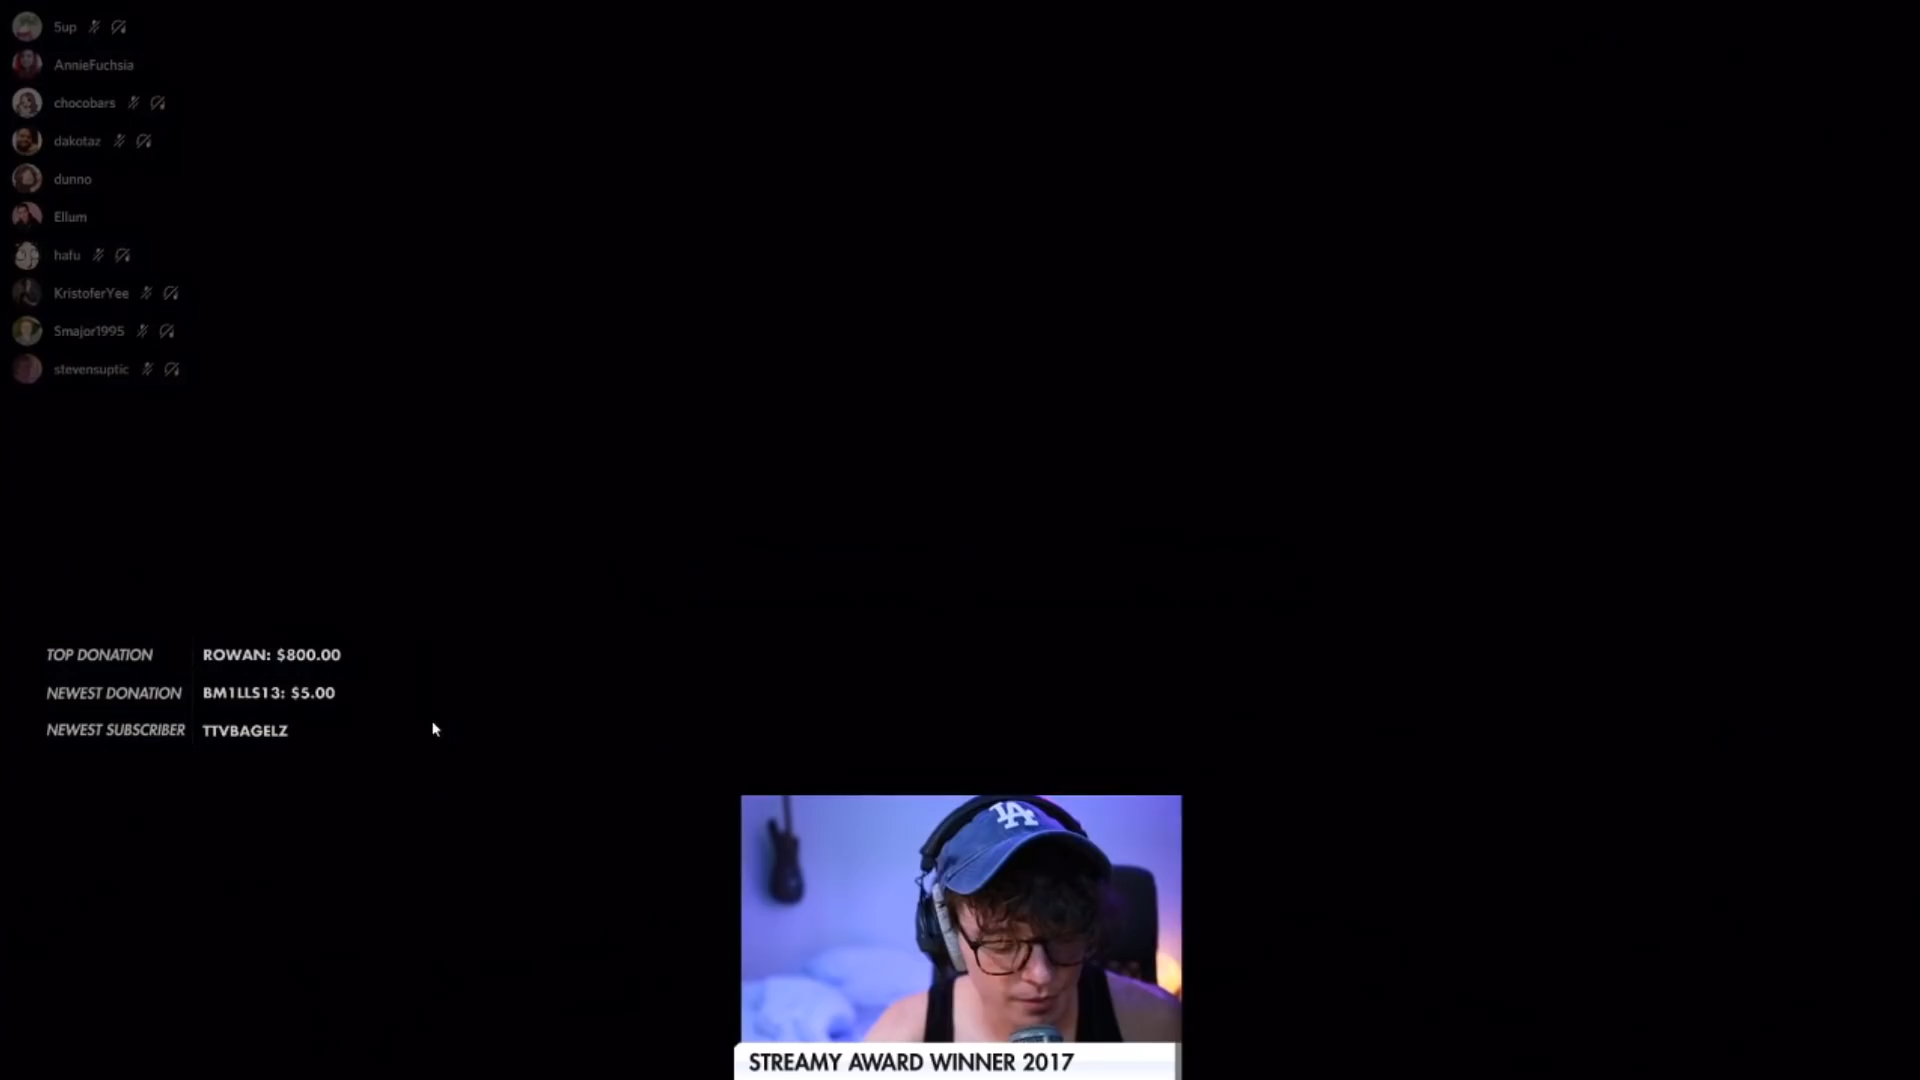 5up
AnnieFuchsia
chocobars
dakotaz
dunno
Ellum
hafu
KristoferYee
Smajor1995
stevensuptic
TOP DONATION ROWAN: $800.00
NEWEST DONATION BM1LLS13: $5.00
NEWEST SUBSCRIBER TTVBAGELZ
LA
STREAMY AWARD WINNER 2017